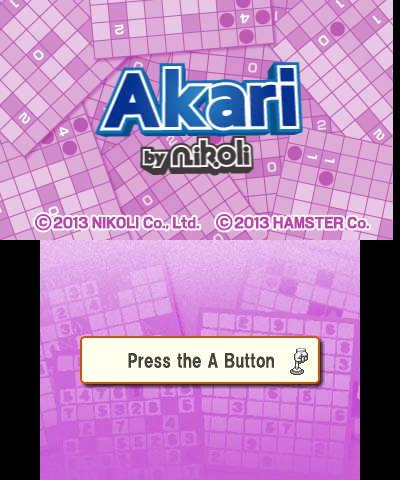 Akari
by nikoli
© 2013 NIKOLI Co., Ltd. © 2013 HAMSTER Co.
Press the A Button